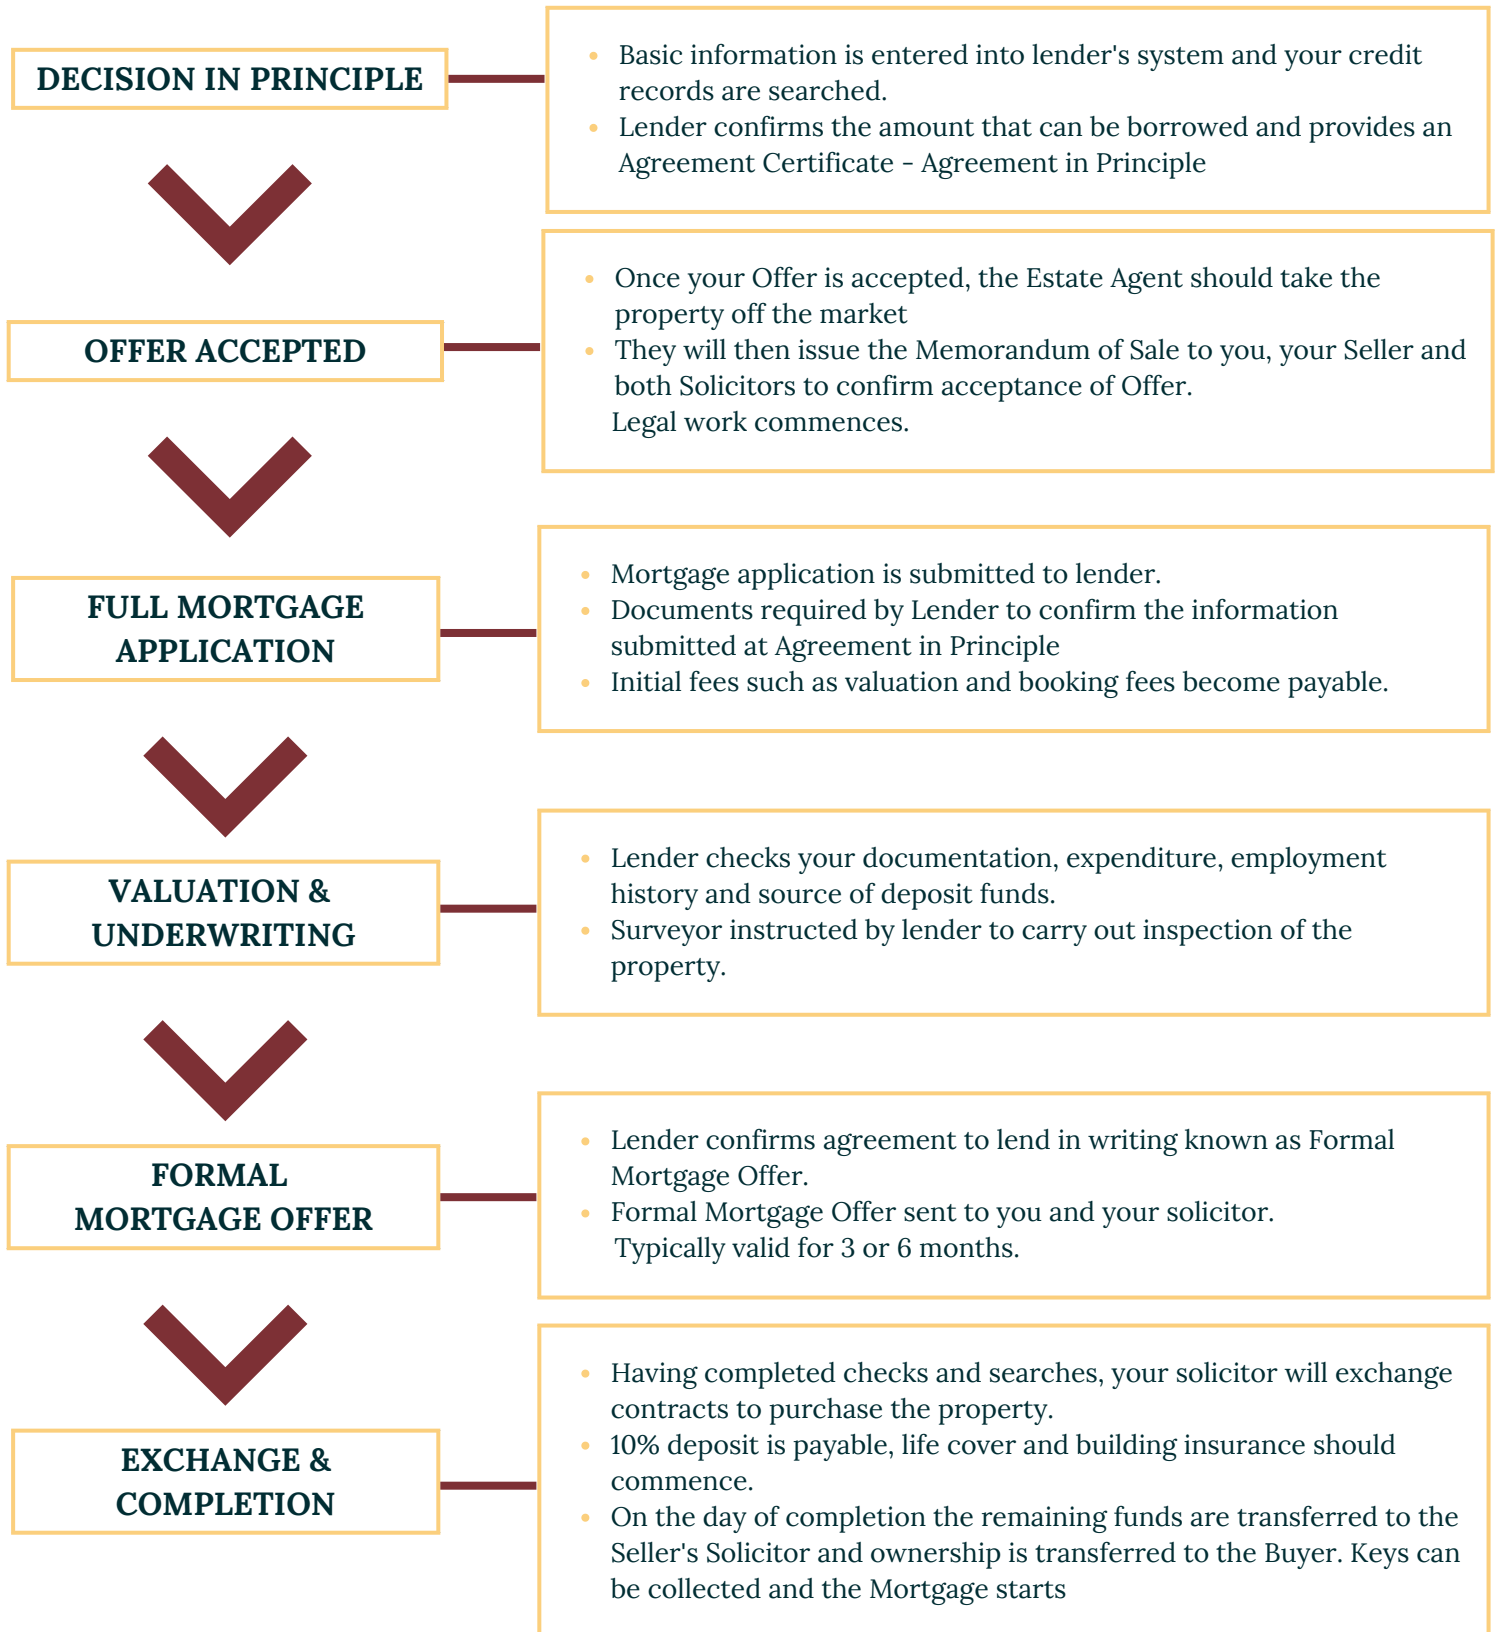 DECISION IN PRINCIPLE
• Basic information is entered into lender's system and your credit
records are searched.
• Lender confirms the amount that can be borrowed and provides an
Agreement Certificate - Agreement in Principle
OFFER ACCEPTED
• Once your Offer is accepted, the Estate Agent should take the
property off the market
• They will then issue the Memorandum of Sale to you, your Seller and
both Solicitors to confirm acceptance of Offer.
Legal work commences.
FULL MORTGAGE
APPLICATION
• Mortgage application is submitted to lender.
• Documents required by Lender to confirm the information
submitted at Agreement in Principle
• Initial fees such as valuation and booking fees become payable.
VALUATION &
UNDERWRITING
• Lender checks your documentation, expenditure, employment
history and source of deposit funds.
• Surveyor instructed by lender to carry out inspection of the
property.
FORMAL
MORTGAGE OFFER
• Lender confirms agreement to lend in writing known as Formal
Mortgage Offer.
• Formal Mortgage Offer sent to you and your solicitor.
Typically valid for 3 or 6 months.
EXCHANGE &
COMPLETION
• Having completed checks and searches, your solicitor will exchange
contracts to purchase the property.
• 10% deposit is payable, life cover and building insurance should
commence.
• On the day of completion the remaining funds are transferred to the
Seller's Solicitor and ownership is transferred to the Buyer. Keys can
be collected and the Mortgage starts